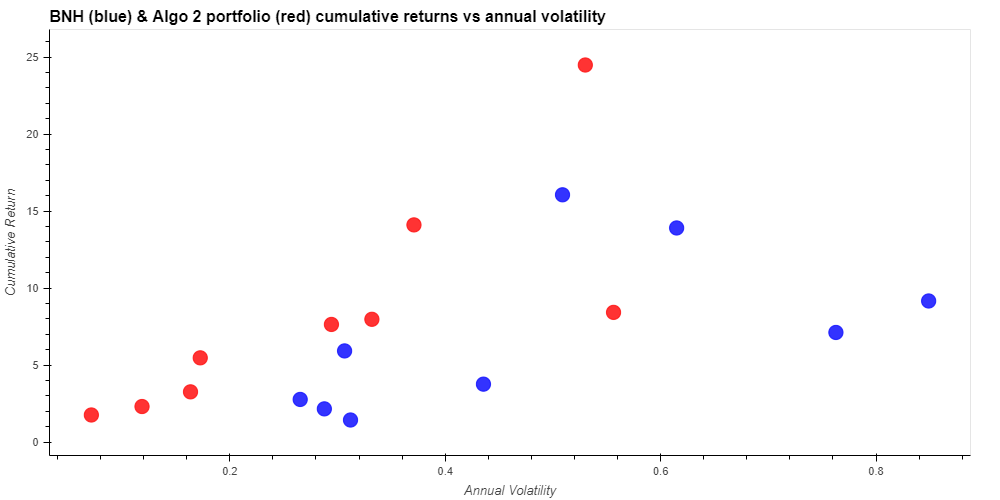 BNH (blue) & Algo 2 portfolio (red) cumulative returns vs annual volatility
25
20
15
10
5
0
Cumulative Return
0.2 0.4 0.6 0.8
Annual Volatility